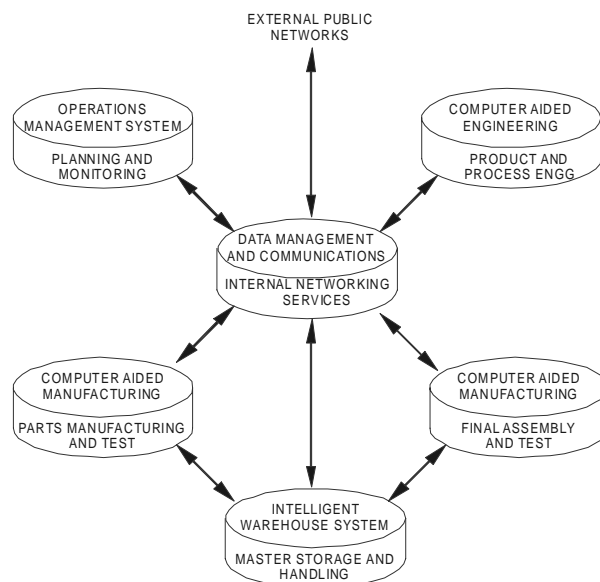 EXTERNAL PUBLIC
NETWORKS
OPERATIONS
MANAGEMENT SYSTEM
PLANNING AND
MONITORING
COMPUTER AIDED
ENGINEERING
PRODUCT AND
PROCESS ENGG
DATA MANAGEMENT
AND COMMUNICATIONS
INTERNAL NETWORKING
SERVICES
COMPUTER AIDED
MANUFACTURING
PARTS MANUFACTURING
AND TEST
COMPUTER AIDED
MANUFACTURING
FINAL ASSEMBLY
AND TEST
INTELLIGENT
WAREHOUSE SYSTEM
MASTER STORAGE AND
HANDLING